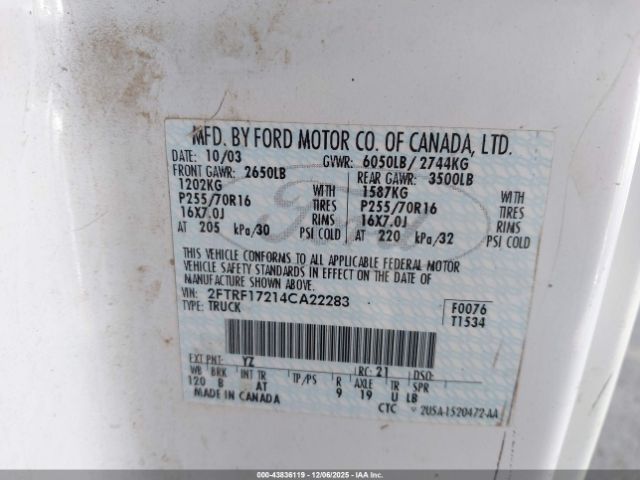 MFD. BY FORD MOTOR CO. OF CANADA, LTD.
DATE: 10/03 GVWR: 6050LB/ 2744KG
FRONT GAWR: 2650LB REAR GAWR: 3500LB
1202KG WITH 1587KG WITH
P255/70R16 TIRES P255/70R16 TIRES
16X7.0J RIMS 16X7.0J RIMS
AT 205 kPa/30 PSI COLD AT 220 kPa/32 PSI COLD
Ford
THIS VEHICLE CONFORMS TO ALL APPLICABLE FEDERAL MOTOR
VEHICLE SAFETY STANDARDS IN EFFECT ON THE DATE OF
MANUFACTURE SHOWN ABOVE.
VIN: 2FTRF17214CA22283 F0076
TYPE: TRUCK T1534
EXT PNT: YZ RC: 21 DSO:
WB BRK INT TR TP/PS R AXLE TR SPR
120 B AT 9 19 U LB
MADE IN CANADA CTC 2U5A-1520472-AA
000-43836119 - 12/06/2025 - IAAI.COM